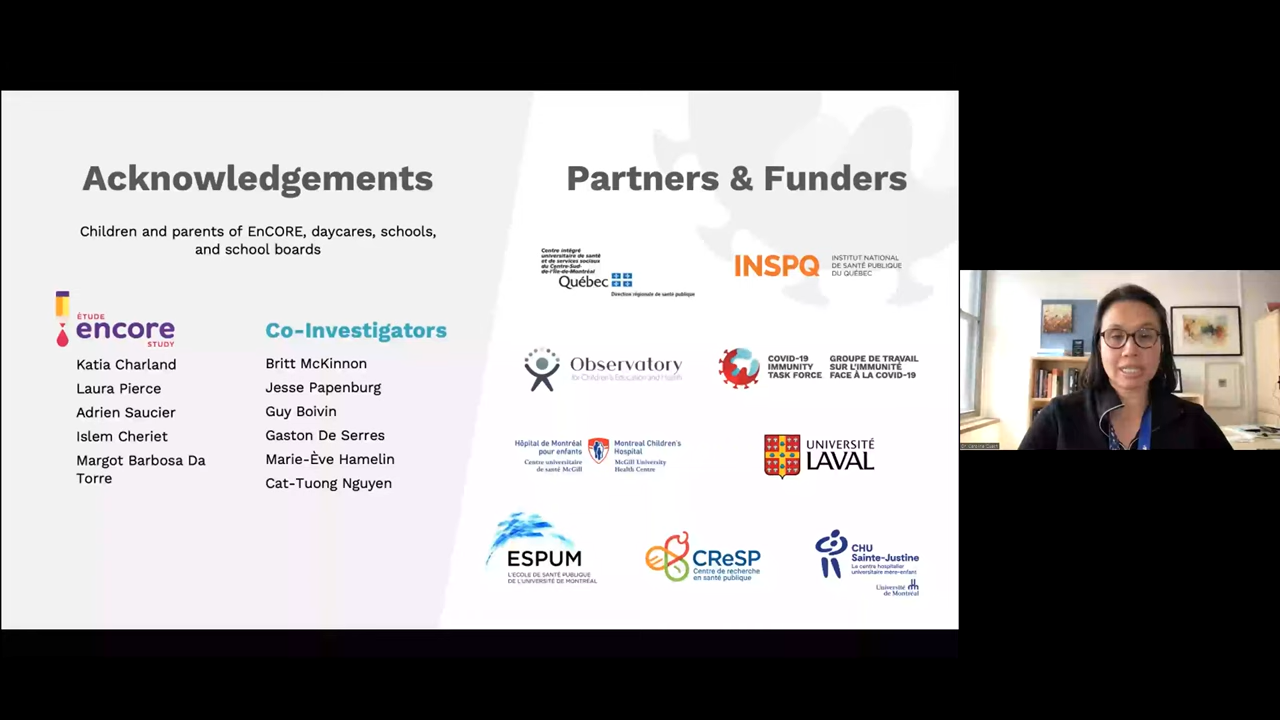 Acknowledgements
Children and parents of EnCORE, daycares, schools,
and school boards
ÉTUDE
encore
STUDY
Katia Charland
Laura Pierce
Adrien Saucier
Islem Cheriet
Margot Barbosa Da
Torre
Co-Investigators
Britt McKinnon
Jesse Papenburg
Guy Boivin
Gaston De Serres
Marie-Ève Hamelin
Cat-Tuong Nguyen
Partners & Funders
Centre intégré
universitaire de santé
et de services sociaux
du Centre-Sud-
de-l'Île-de-Montréal
Québec
Direction régionale de santé publique
INSPQ
INSTITUT NATIONAL
DE SANTÉ PUBLIQUE
DU QUÉBEC
Observatory
for Children's Education and Health
COVID-19
IMMUNITY
TASK FORCE
GROUPE DE TRAVAIL
SUR L'IMMUNITÉ
FACE À LA COVID-19
Hôpital de Montréal
pour enfants
Centre universitaire
de santé McGill
Montreal Children's
Hospital
McGill University
Health Centre
UNIVERSITÉ
LAVAL
ESPUM
L'ÉCOLE DE SANTÉ PUBLIQUE
DE L'UNIVERSITÉ DE MONTRÉAL
CReSP
Centre de recherche
en santé publique
CHU
Sainte-Justine
Le centre hospitalier
universitaire mère-enfant
Université
de Montréal